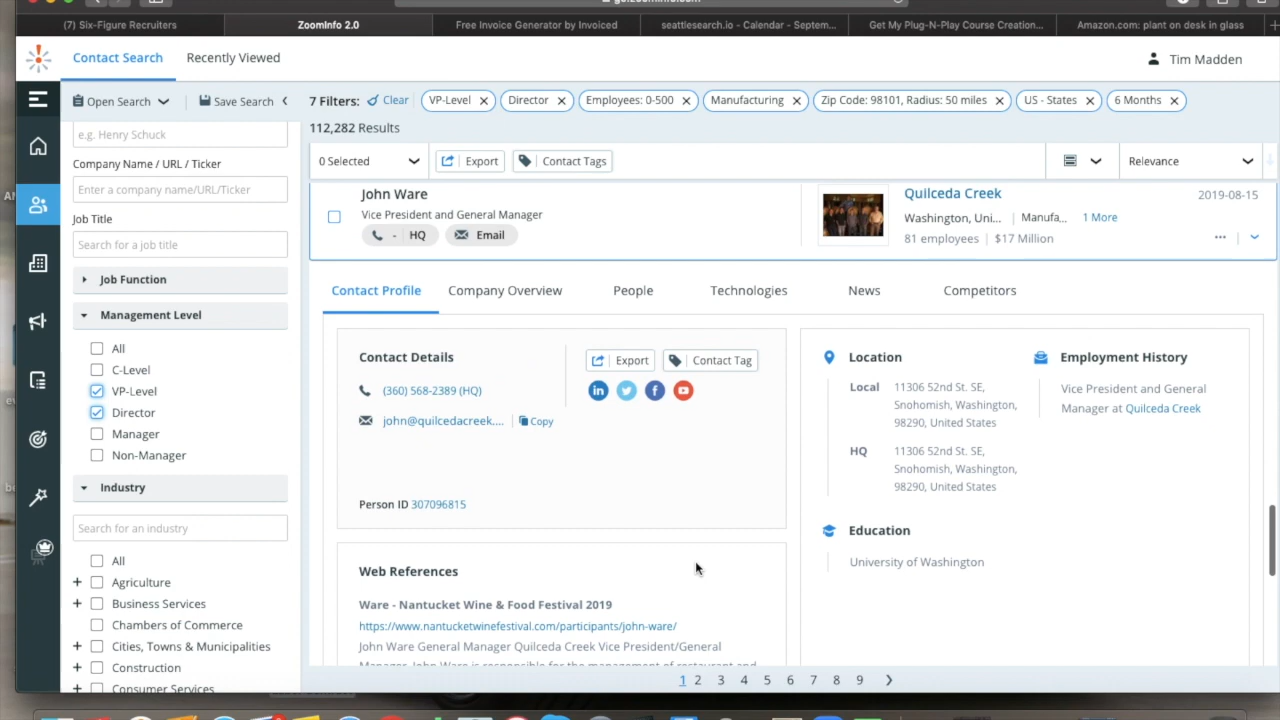 (7) Six-Figure Recruiters
ZoomInfo 2.0
Free Invoice Generator by Invoiced
seattlesearch.io - Calendar - Septem...
Get My Plug-N-Play Course Creation...
Amazon.com: plant on desk in glass
Contact Search
Recently Viewed
Tim Madden
Open Search
Save Search
7 Filters:
Clear
VP-Level
Director
Employees: 0-500
Manufacturing
Zip Code: 98101, Radius: 50 miles
US - States
6 Months
112,282 Results
e.g. Henry Schuck
Company Name / URL / Ticker
Enter a company name/URL/Ticker
Job Title
Search for a job title
Job Function
Management Level
All
C-Level
VP-Level
Director
Manager
Non-Manager
Industry
Search for an industry
All
Agriculture
Business Services
Chambers of Commerce
Cities, Towns & Municipalities
Construction
Consumer Services
0 Selected
Export
Contact Tags
Relevance
John Ware
Vice President and General Manager
- HQ
Email
Quilceda Creek
2019-08-15
Washington, Uni... | Manufa... 1 More
81 employees | $17 Million
Contact Profile
Company Overview
People
Technologies
News
Competitors
Contact Details
Export
Contact Tag
(360) 568-2389 (HQ)
john@quilcedacreek.... | Copy
Person ID 307096815
Web References
Ware - Nantucket Wine & Food Festival 2019
https://www.nantucketwinefestival.com/participants/john-ware/
John Ware General Manager Quilceda Creek Vice President/General
Manager, John Ware is responsible for the management of restaurant and
Location
Local
11306 52nd St. SE,
Snohomish, Washington,
98290, United States
HQ
11306 52nd St. SE,
Snohomish, Washington,
98290, United States
Employment History
Vice President and General
Manager at Quilceda Creek
Education
University of Washington
1 2 3 4 5 6 7 8 9